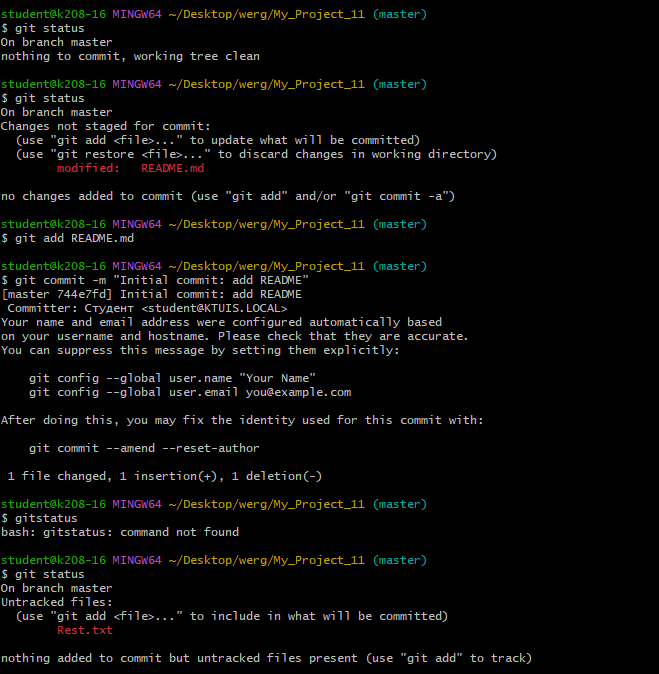 student@k208-16 MINGW64 ~/Desktop/werg/My_Project_11 (master)
$ git status
On branch master
nothing to commit, working tree clean

student@k208-16 MINGW64 ~/Desktop/werg/My_Project_11 (master)
$ git status
On branch master
Changes not staged for commit:
  (use "git add <file>..." to update what will be committed)
  (use "git restore <file>..." to discard changes in working directory)
        modified:   README.md

no changes added to commit (use "git add" and/or "git commit -a")

student@k208-16 MINGW64 ~/Desktop/werg/My_Project_11 (master)
$ git add README.md

student@k208-16 MINGW64 ~/Desktop/werg/My_Project_11 (master)
$ git commit -m "Initial commit: add README"
[master 744e7fd] Initial commit: add README
 Committer: Студент <student@KTUIS.LOCAL>
Your name and email address were configured automatically based
on your username and hostname. Please check that they are accurate.
You can suppress this message by setting them explicitly:

    git config --global user.name "Your Name"
    git config --global user.email you@example.com

After doing this, you may fix the identity used for this commit with:

    git commit --amend --reset-author

 1 file changed, 1 insertion(+), 1 deletion(-)

student@k208-16 MINGW64 ~/Desktop/werg/My_Project_11 (master)
$ gitstatus
bash: gitstatus: command not found

student@k208-16 MINGW64 ~/Desktop/werg/My_Project_11 (master)
$ git status
On branch master
Untracked files:
  (use "git add <file>..." to include in what will be committed)
        Rest.txt

nothing added to commit but untracked files present (use "git add" to track)